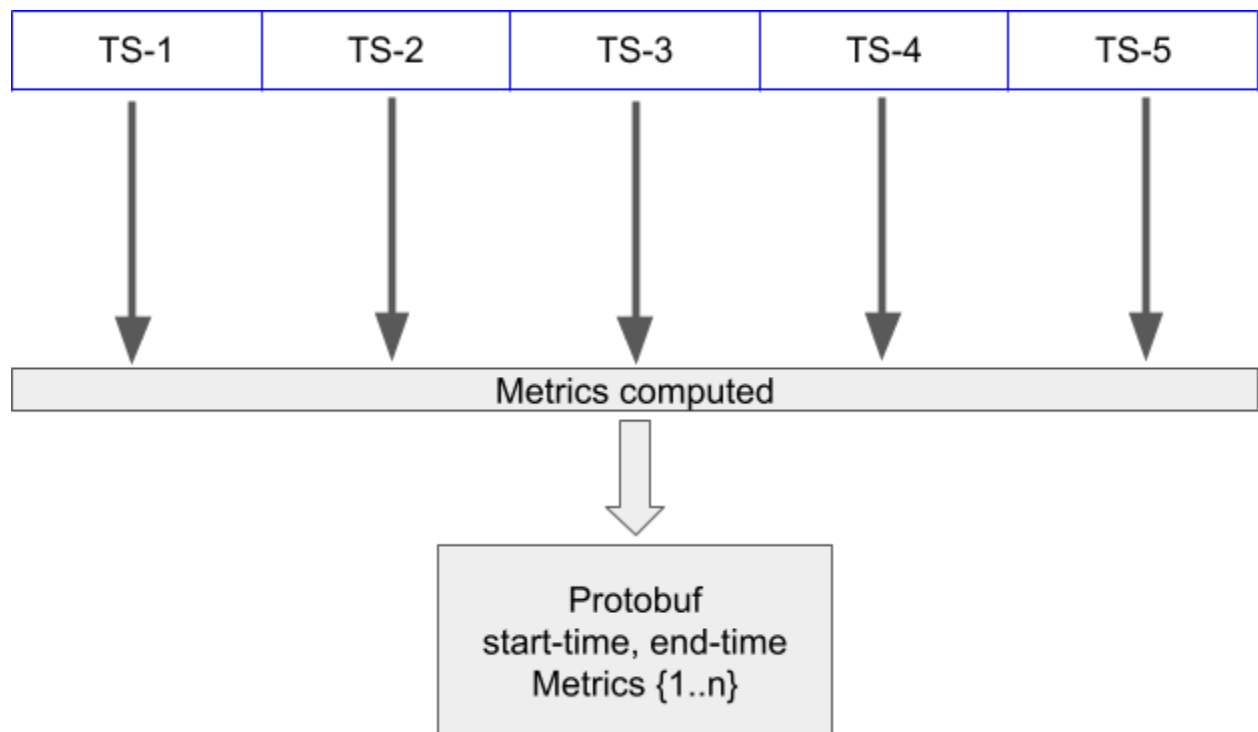 TS-1 TS-2 TS-3 TS-4 TS-5
Metrics computed
Protobuf
start-time, end-time
Metrics {1..n}